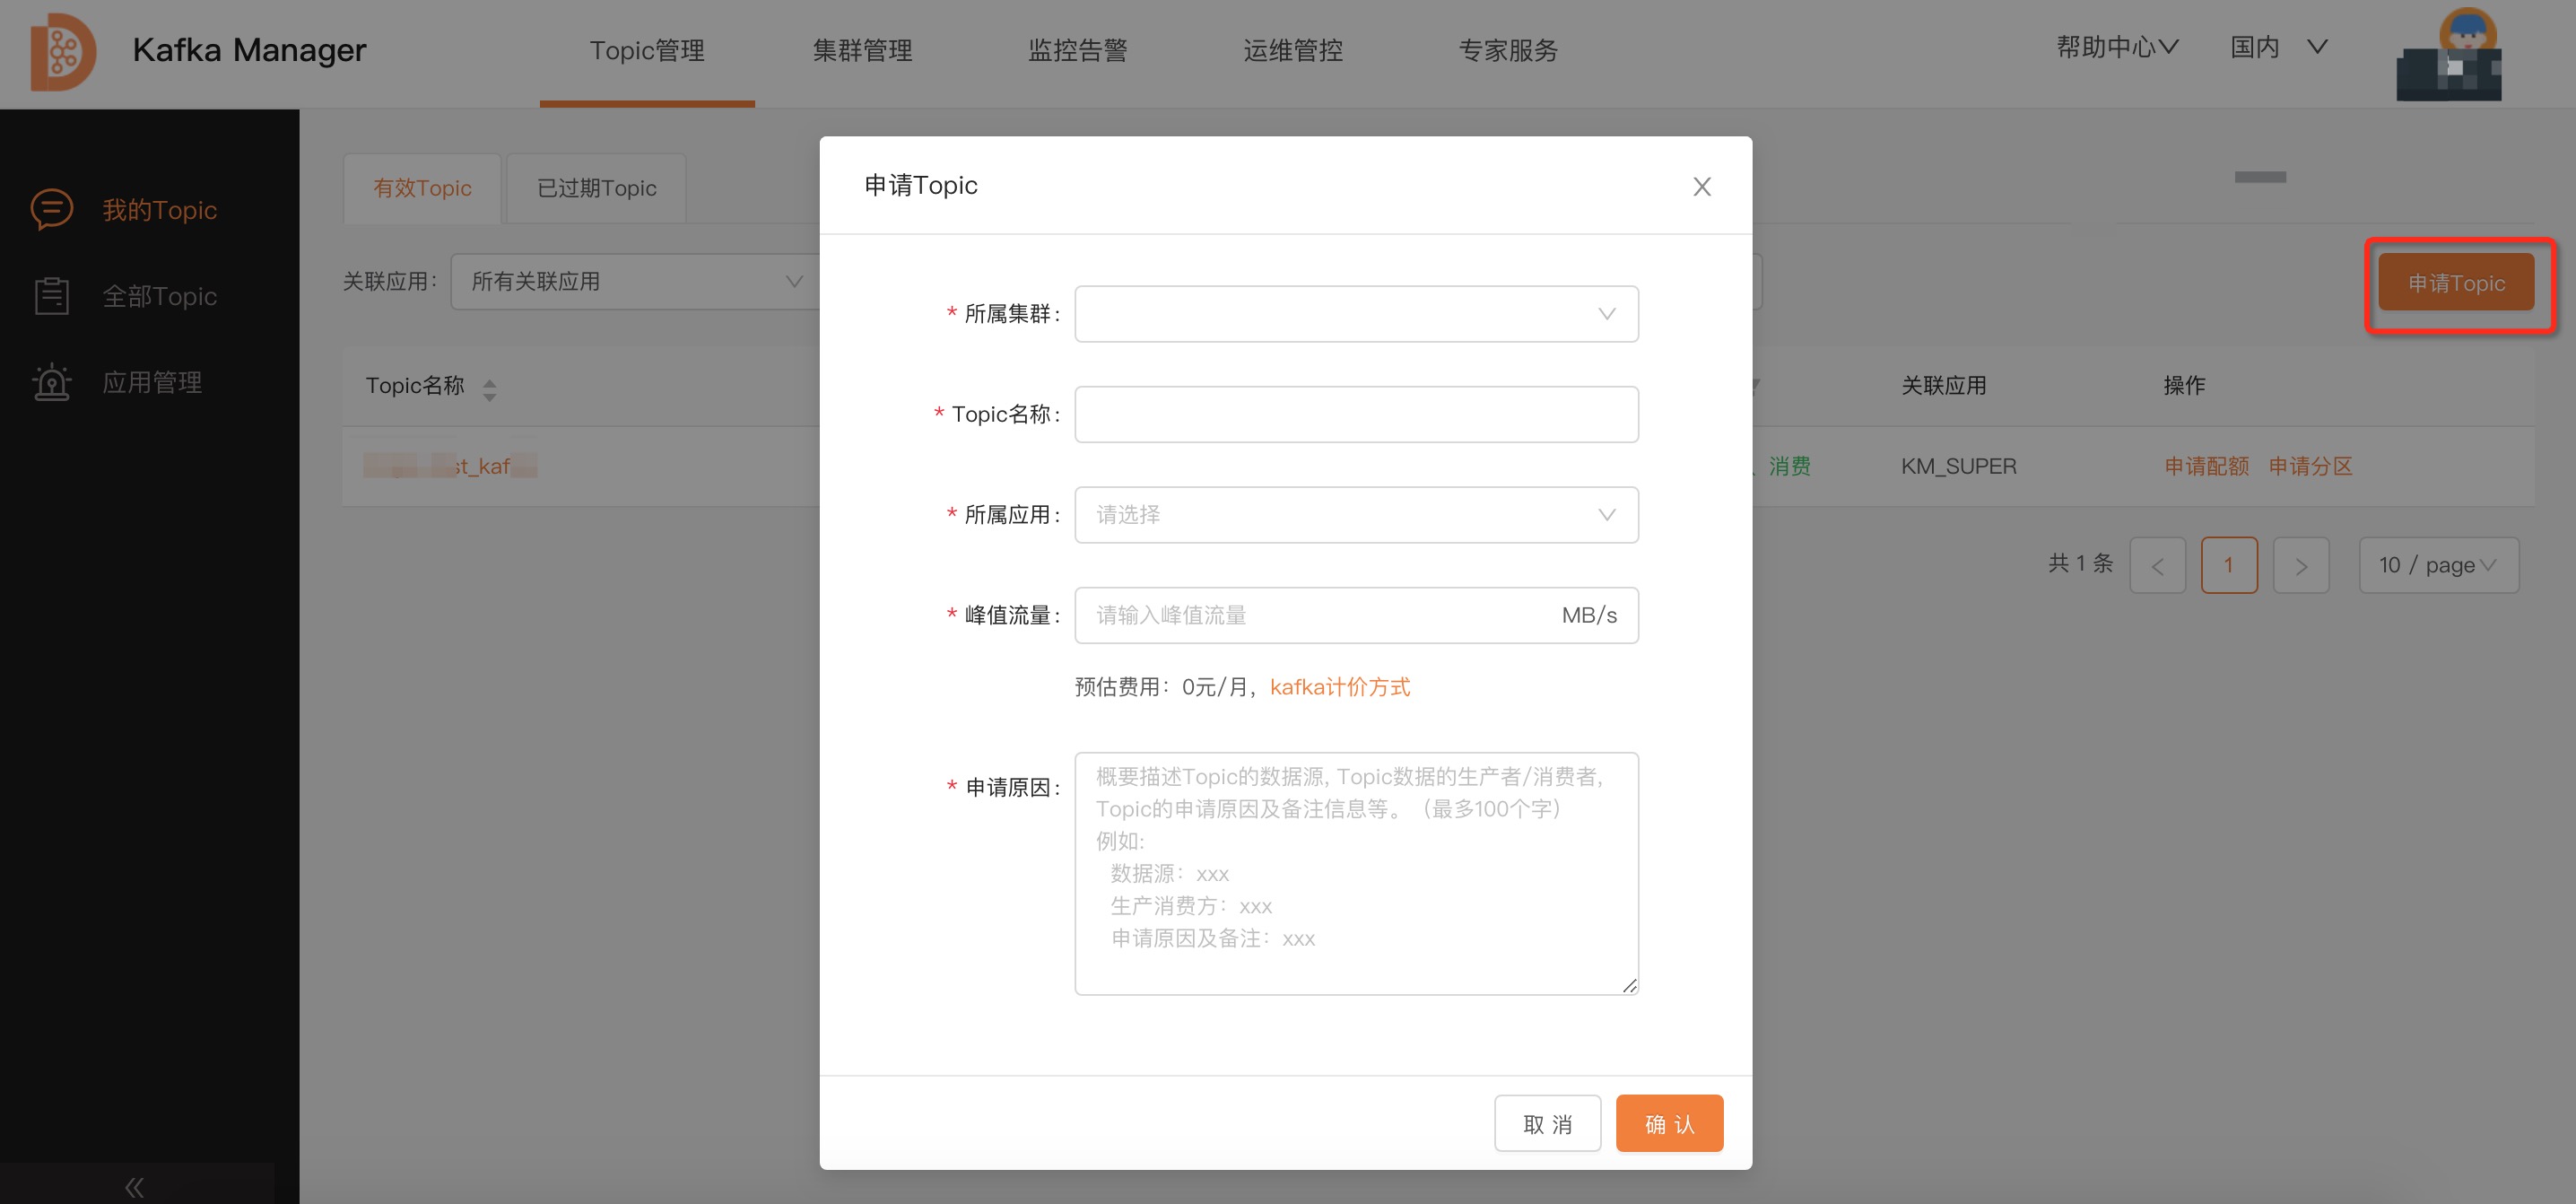 Kafka Manager
Topic管理
集群管理
监控告警
运维管控
专家服务
帮助中心
国内
我的Topic
全部Topic
应用管理
有效Topic
已过期Topic
关联应用:
所有关联应用
申请Topic
Topic名称
关联应用
操作
st_kaf
消费
KM_SUPER
申请配额
申请分区
共 1 条
1
10 / page
申请Topic
* 所属集群:
* Topic名称:
* 所属应用:
请选择
* 峰值流量:
请输入峰值流量
MB/s
预估费用：0元/月，kafka计价方式
* 申请原因:
概要描述Topic的数据源, Topic数据的生产者/消费者,
Topic的申请原因及备注信息等。（最多100个字）
例如:
数据源：xxx
生产消费方：xxx
申请原因及备注：xxx
取 消
确 认